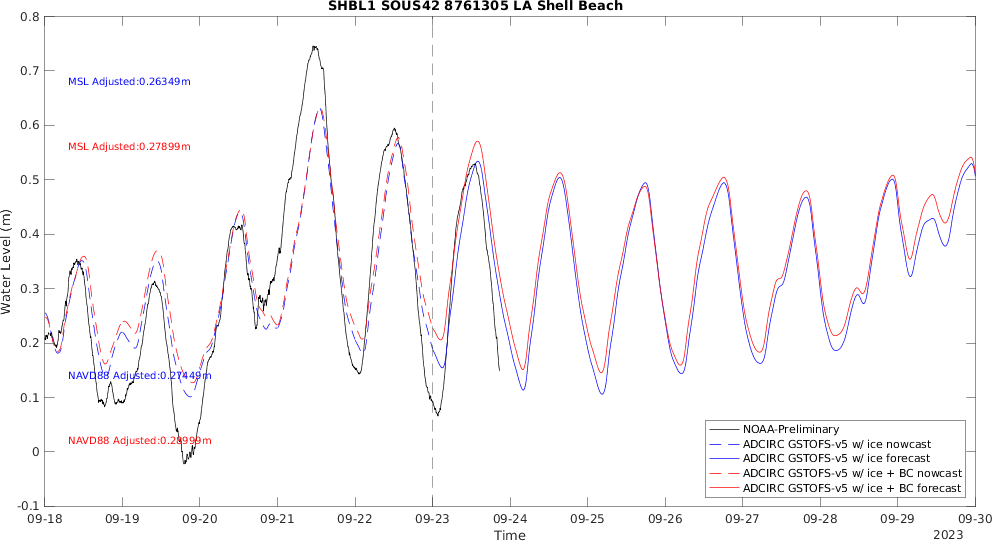 SHBL1 SOUS42 8761305 LA Shell Beach
0.8
0.7
0.6
0.5
0.4
0.3
0.2
0.1
0
-0.1
Water Level (m)
MSL Adjusted:0.26349m
MSL Adjusted:0.27899m
NAVD88 Adjusted:0.27449m
NAVD88 Adjusted:0.28999m
NOAA-Preliminary
ADCIRC GSTOFS-v5 w/ ice nowcast
ADCIRC GSTOFS-v5 w/ ice forecast
ADCIRC GSTOFS-v5 w/ ice + BC nowcast
ADCIRC GSTOFS-v5 w/ ice + BC forecast
09-18 09-19 09-20 09-21 09-22 09-23 09-24 09-25 09-26 09-27 09-28 09-29 09-30
Time
2023